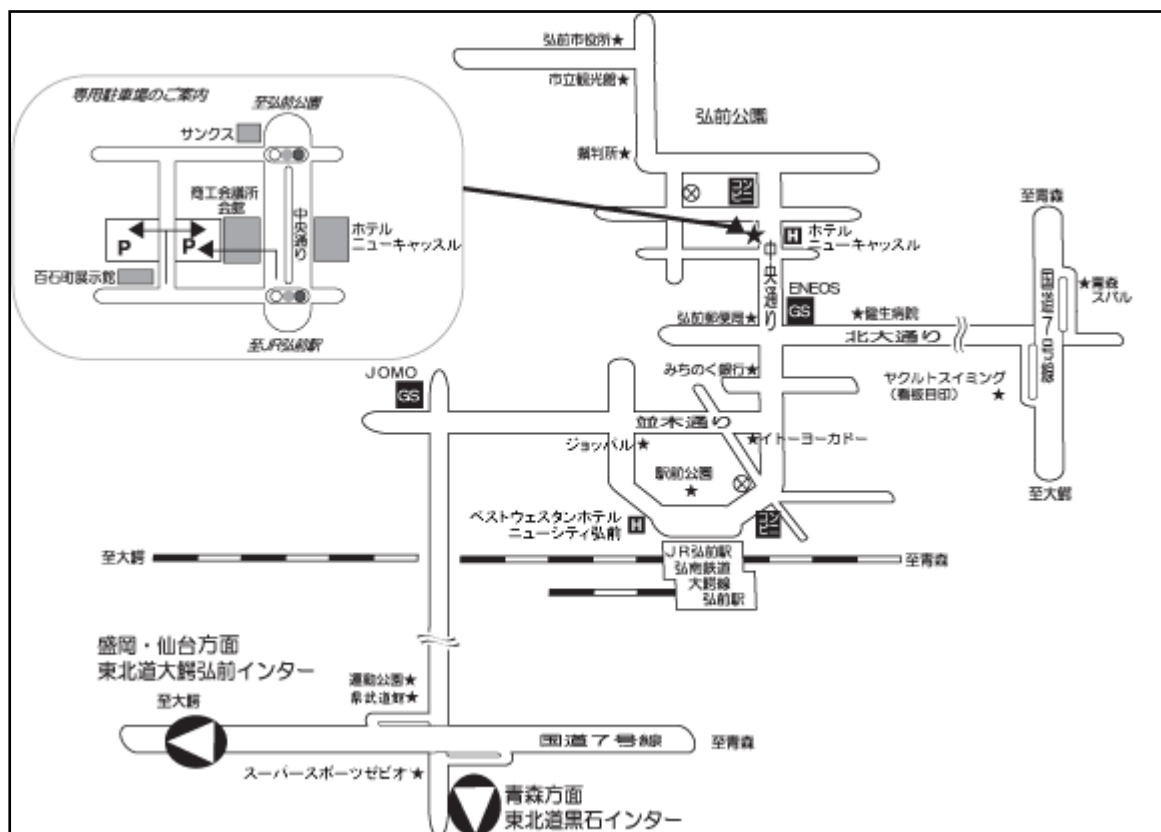 専用駐車場のご案内
至弘前公園
サンクス
商工会議所
会館
中央通り
ホテル
ニューキャッスル
P
P
百石町展示館
至JR弘前駅
弘前市役所★
市立観光館★
弘前公園
裁判所★
コンビニ
H
ホテル
ニューキャッスル
中央通り
ENEOS
GS
弘前郵便局★
★健生病院
北大通り
至青森
国道7号線
★青森
スバル
みちのく銀行★
ヤクルトスイミング
(看板目印) ★
至大鰐
JOMO
GS
並木通り
ジョッパル★
★イトーヨーカドー
駅前公園
★
ベストウェスタンホテル
ニューシティ弘前
H
コンビニ
至大鰐
JR弘前駅
弘南鉄道
大鰐線
弘前駅
至青森
盛岡・仙台方面
東北道大鰐弘前インター
運動公園★
県武道館★
至大鰐
国道7号線
至青森
スーパースポーツゼビオ★
青森方面
東北道黒石インター